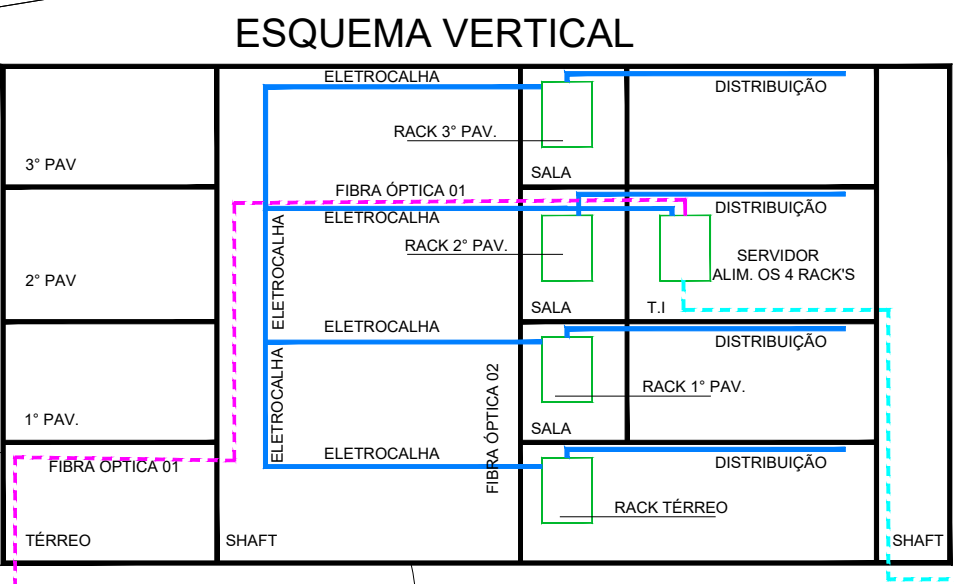 ESQUEMA VERTICAL
ELETROCALHA
DISTRIBUIÇÃO
RACK 3° PAV.
3° PAV
SALA
FIBRA ÓPTICA 01
ELETROCALHA
DISTRIBUIÇÃO
ELETROCALHA
RACK 2° PAV.
SERVIDOR
ALIM. OS 4 RACK'S
2° PAV
SALA
T.I
ELETROCALHA
DISTRIBUIÇÃO
ELETROCALHA
FIBRA ÓPTICA 02
RACK 1° PAV.
1° PAV.
SALA
ELETROCALHA
DISTRIBUIÇÃO
FIBRA ÓPTICA 01
RACK TÉRREO
TÉRREO
SHAFT
SHAFT